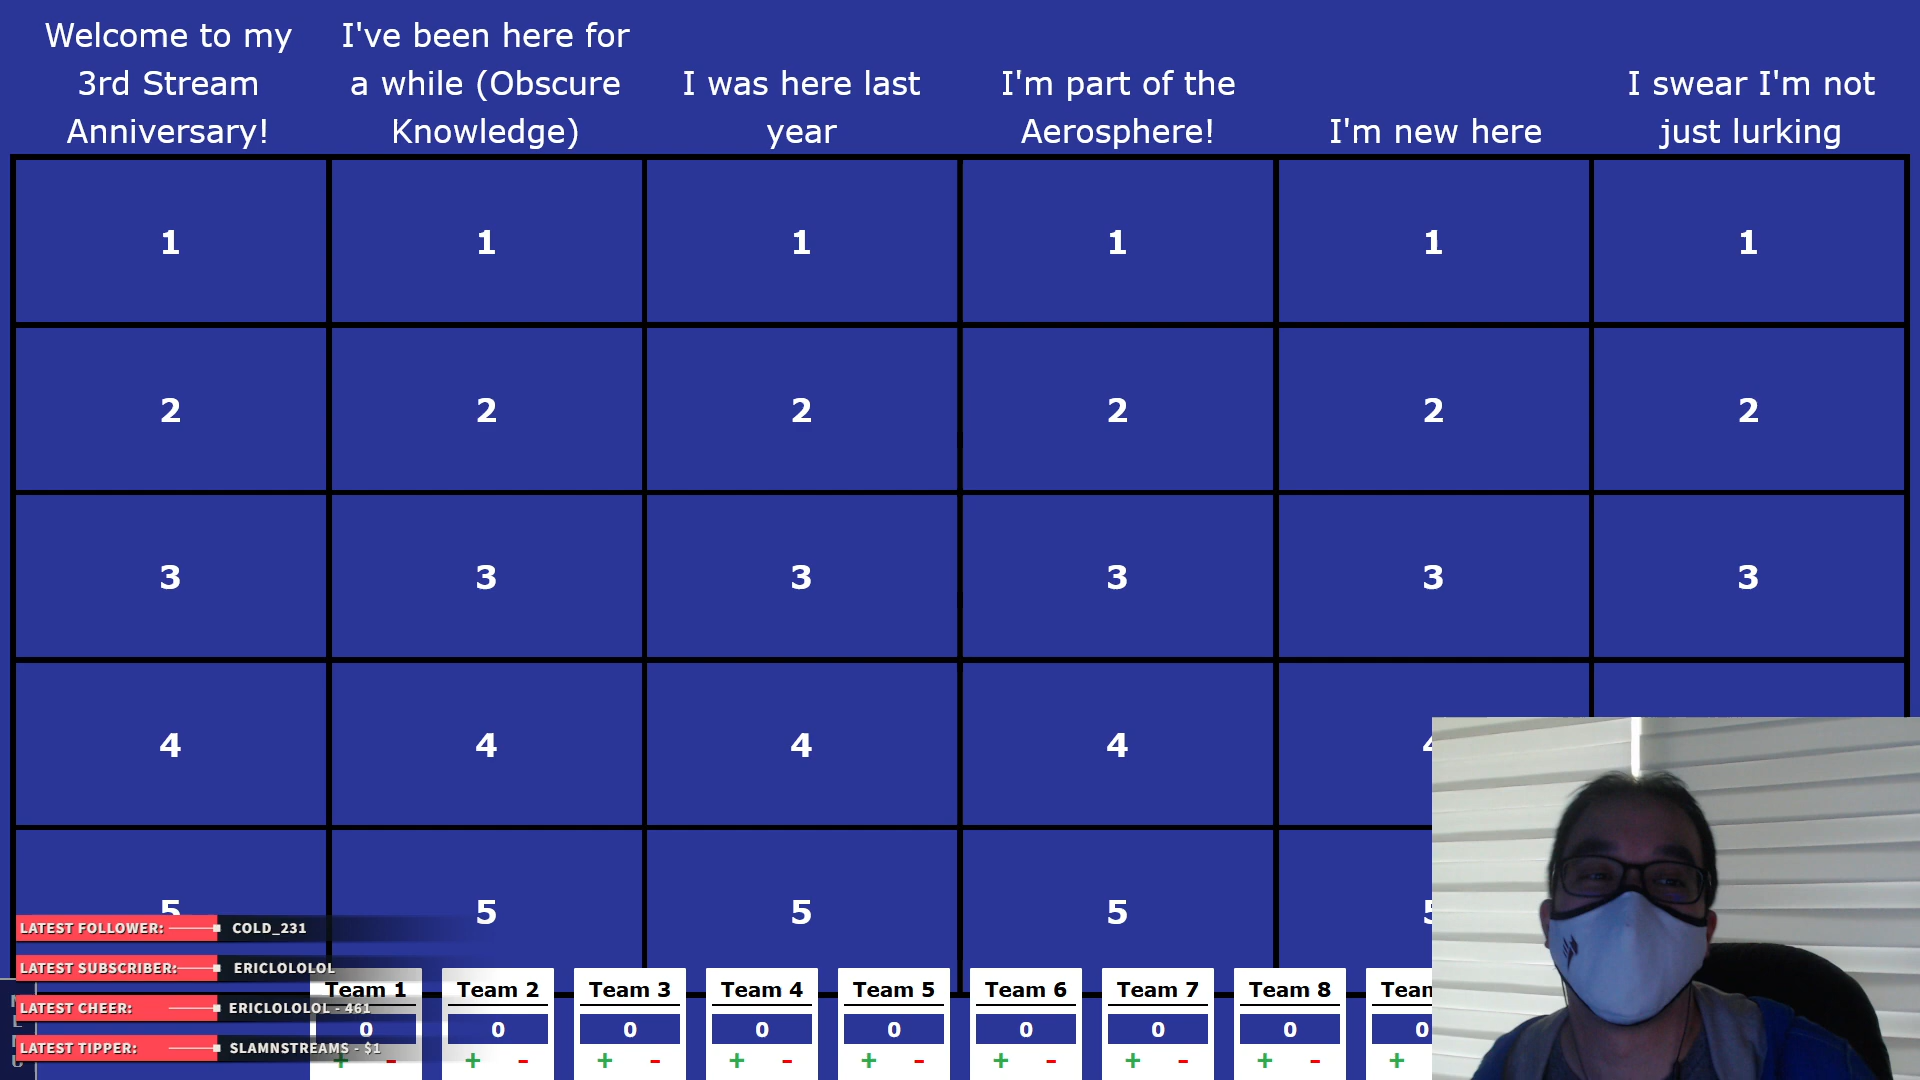 Welcome to my
3rd Stream
Anniversary!
I've been here for
a while (Obscure
Knowledge)
I was here last
year
I'm part of the
Aerosphere!
I'm new here
I swear I'm not
just lurking
1 1 1 1 1 1
2 2 2 2 2 2
3 3 3 3 3 3
4 4 4 4 4
5 5 5 5 5
LATEST FOLLOWER: COLD_231
LATEST SUBSCRIBER: ERICLOLOLOL
LATEST CHEER: ERICLOLOLOL - 461
LATEST TIPPER: SLAMNSTREAMS - $1
Team 1 Team 2 Team 3 Team 4 Team 5 Team 6 Team 7 Team 8 Team
0 0 0 0 0 0 0 0 0
+ - + - + - + - + - + - + - + - +